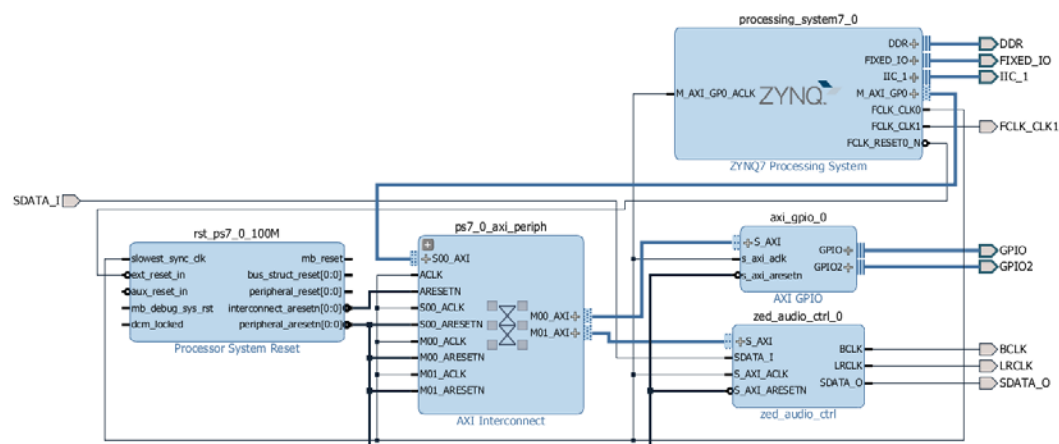 processing_system7_0
DDR
FIXED_IO
IIC_1
M_AXI_GP0_ACLK
ZYNQ
M_AXI_GP0
FCLK_CLK0
FCLK_CLK1
FCLK_RESET0_N
ZYNQ7 Processing System
DDR
FIXED_IO
IIC_1
FCLK_CLK1
SDATA_I
rst_ps7_0_100M
slowest_sync_clk
ext_reset_in
aux_reset_in
mb_debug_sys_rst
dcm_locked
mb_reset
bus_struct_reset[0:0]
peripheral_reset[0:0]
interconnect_aresetn[0:0]
peripheral_aresetn[0:0]
Processor System Reset
ps7_0_axi_periph
S00_AXI
ACLK
ARESETN
S00_ACLK
S00_ARESETN
M00_ACLK
M00_ARESETN
M01_ACLK
M01_ARESETN
M00_AXI
M01_AXI
AXI Interconnect
axi_gpio_0
S_AXI
s_axi_aclk
s_axi_aresetn
GPIO
GPIO2
AXI GPIO
GPIO
GPIO2
zed_audio_ctrl_0
S_AXI
SDATA_I
S_AXI_ACLK
S_AXI_ARESETN
BCLK
LRCLK
SDATA_O
zed_audio_ctrl
BCLK
LRCLK
SDATA_O